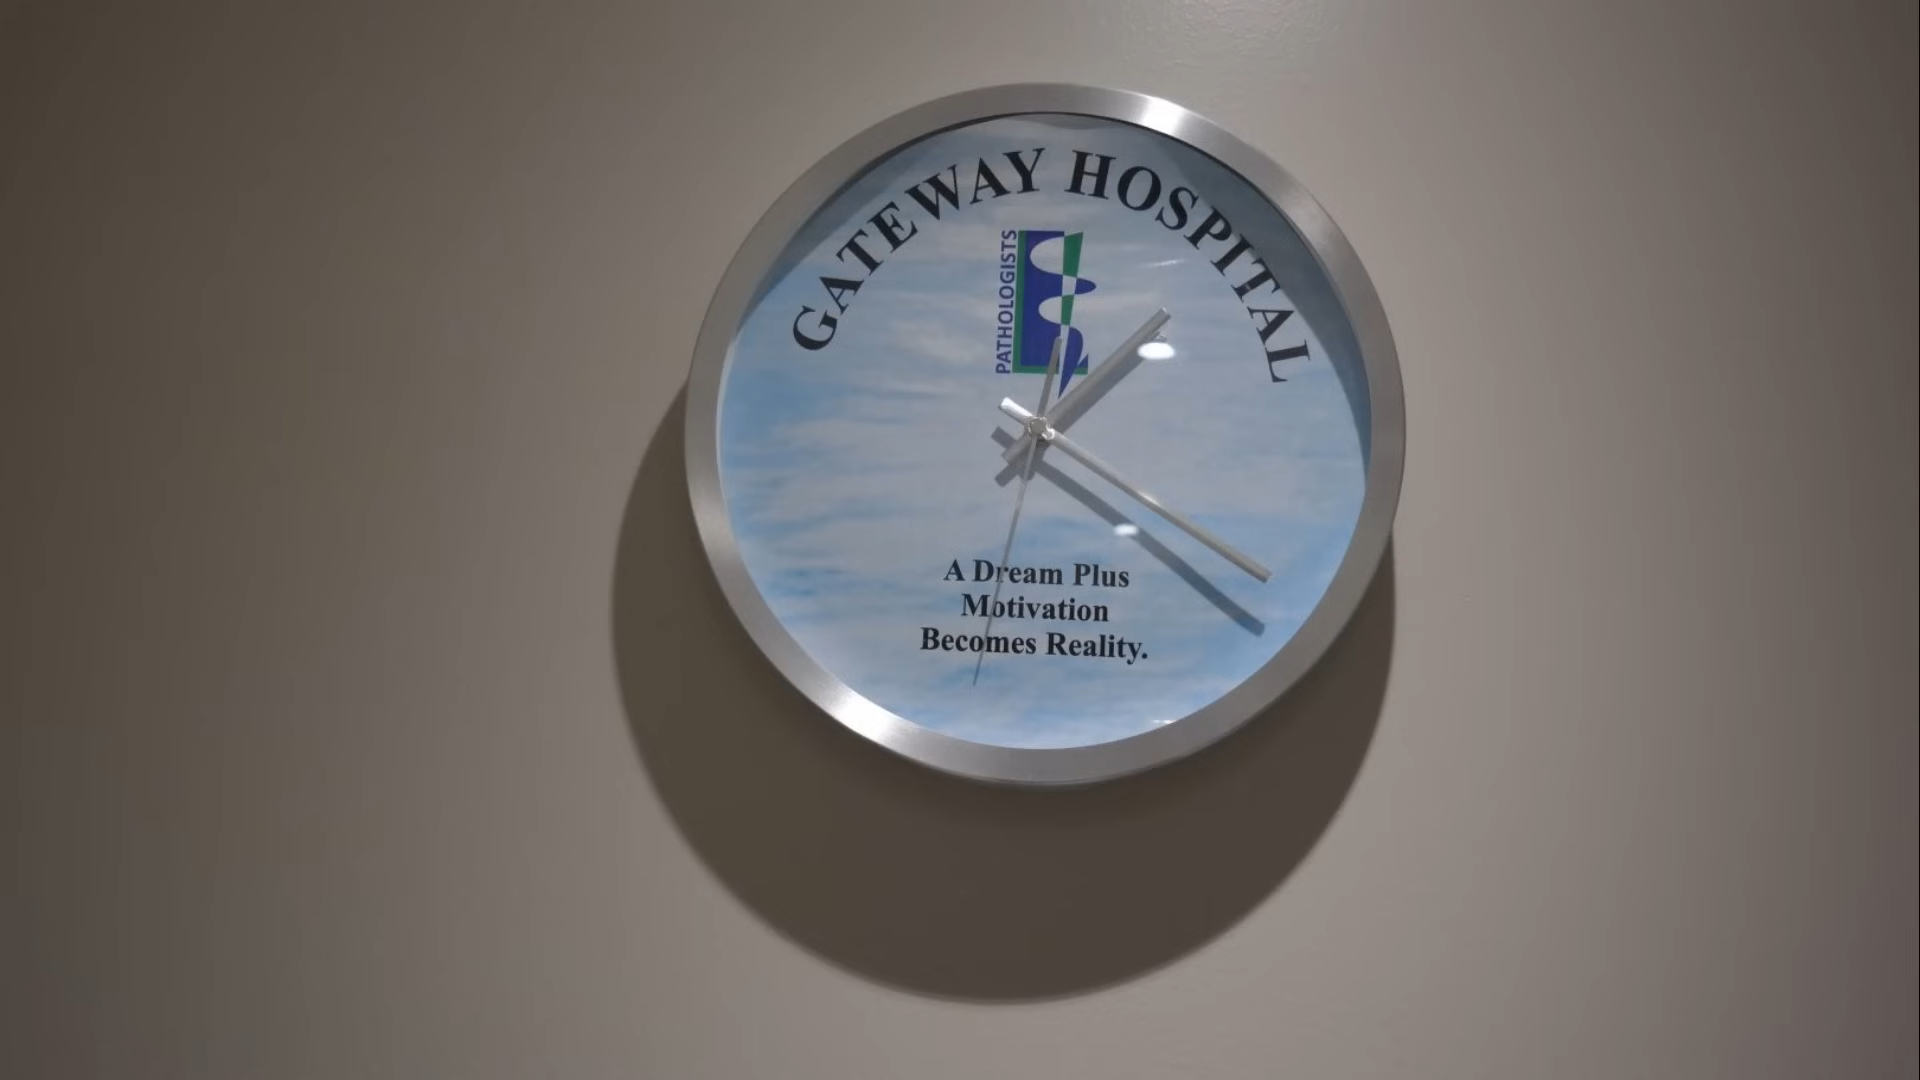 GATEWAY HOSPITAL
PATHOLOGISTS
A Dream Plus
Motivation
Becomes Reality.